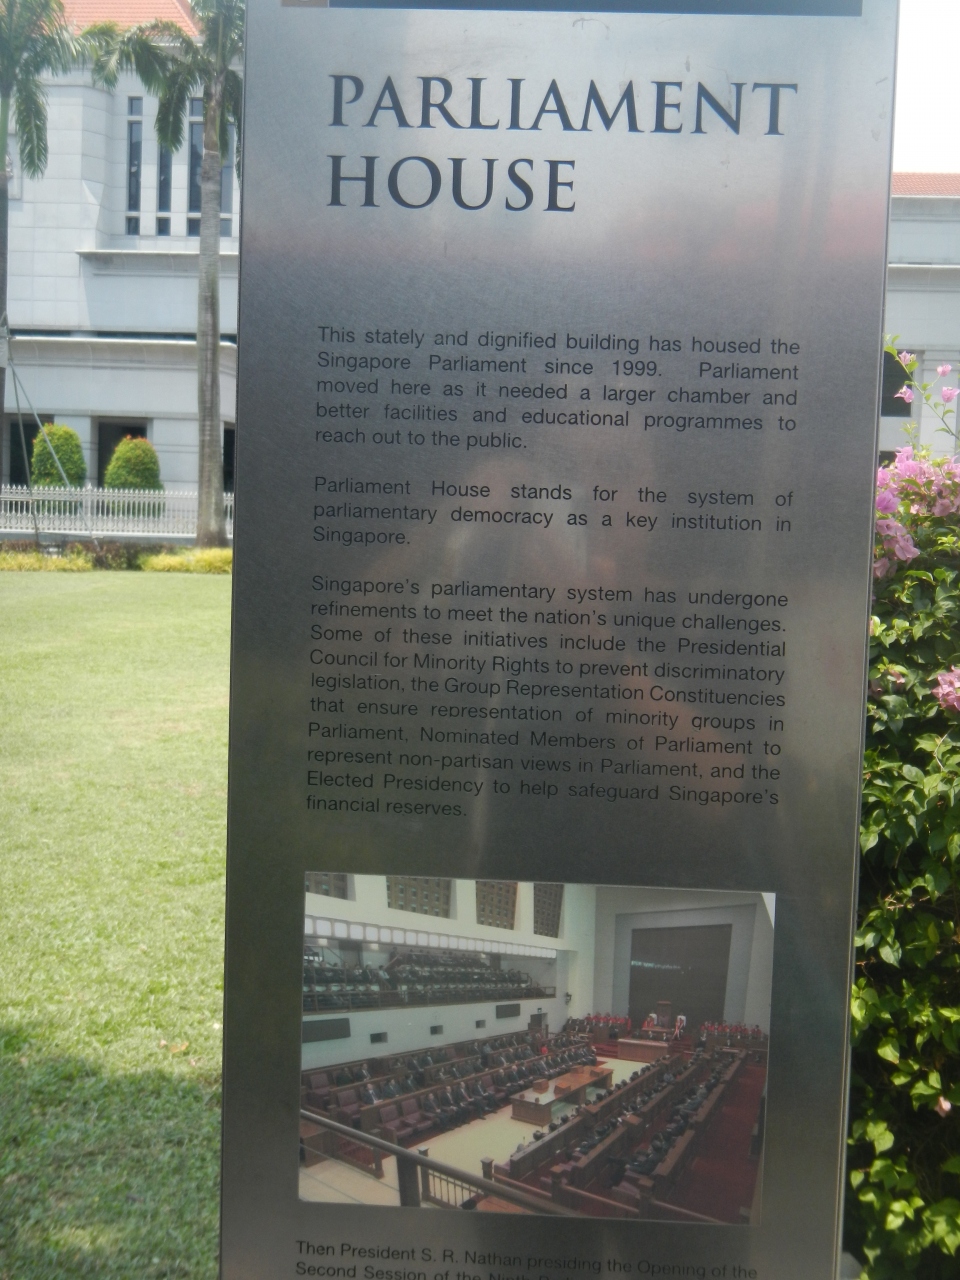 PARLIAMENT
HOUSE
This stately and dignified building has housed the
Singapore Parliament since 1999. Parliament
moved here as it needed a larger chamber and
better facilities and educational programmes to
reach out to the public.
Parliament House stands for the system of
parliamentary democracy as a key institution in
Singapore.
Singapore's parliamentary system has undergone
refinements to meet the nation's unique challenges.
Some of these initiatives include the Presidential
Council for Minority Rights to prevent discriminatory
legislation, the Group Representation Constituencies
that ensure representation of minority groups in
Parliament, Nominated Members of Parliament to
represent non-partisan views in Parliament, and the
Elected Presidency to help safeguard Singapore's
financial reserves.
Then President S. R. Nathan presiding the Opening of the
Second Session of the Ninth